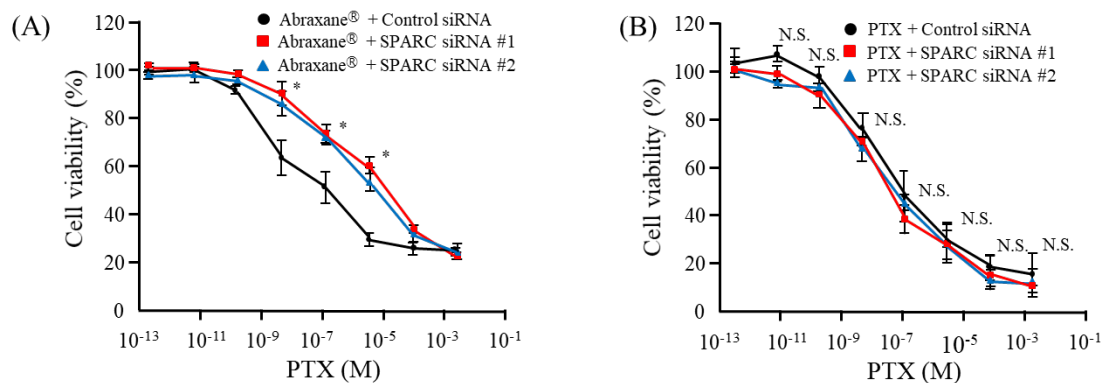 (A)
Abraxane® + Control siRNA
Abraxane® + SPARC siRNA #1
Abraxane® + SPARC siRNA #2
Cell viability (%)
120
100
80
60
40
20
0
*
*
*
10⁻¹³ 10⁻¹¹ 10⁻⁹ 10⁻⁷ 10⁻⁵ 10⁻³ 10⁻¹
PTX (M)
(B)
PTX + Control siRNA
PTX + SPARC siRNA #1
PTX + SPARC siRNA #2
Cell viability (%)
120
100
80
60
40
20
0
N.S.
N.S.
N.S.
N.S.
N.S.
N.S.
N.S.
10⁻¹³ 10⁻¹¹ 10⁻⁹ 10⁻⁷ 10⁻⁵ 10⁻³ 10⁻¹
PTX (M)